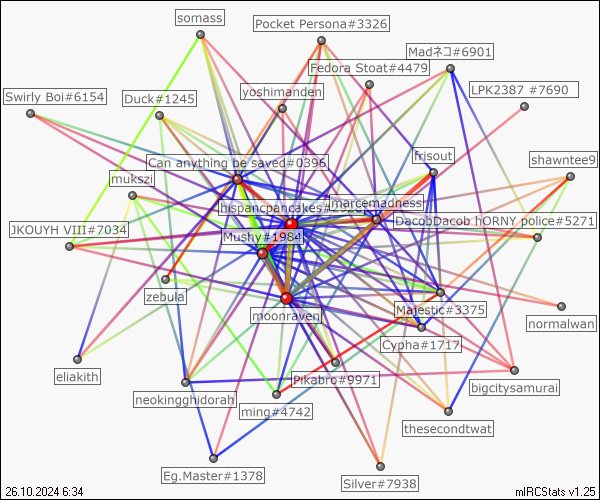 somass
Pocket Persona#3326
Madネコ#6901
Fedora Stoat#4479
LPK2387 #7690
Swirly Boi#6154
Duck#1245
yoshimanden
frisout
shawntee9
Can anything be saved#0396
mukszi
hispancpancakes#
marcemadness
DacobDacob hORNY police#5271
JKOUYH VIII#7034
Mushy#1984
zebula
moonraven
Majestic#3375
normalwan
Cypha#1717
eliakith
Pikabro#9971
bigcitysamurai
neokingghidorah
ming#4742
thesecondtwat
Eg.Master#1378
Silver#7938
26.10.2024 6:34
mIRCStats v1.25